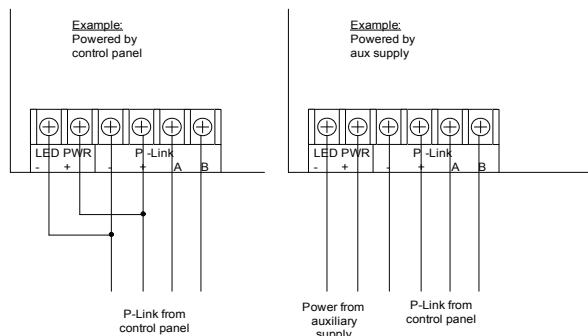 Example:
Powered by
control panel
LED PWR P -Link
- + - + A B
P-Link from
control panel
Example:
Powered by
aux supply
LED PWR P -Link
- + - + A B
Power from
auxiliary
supply
P-Link from
control panel